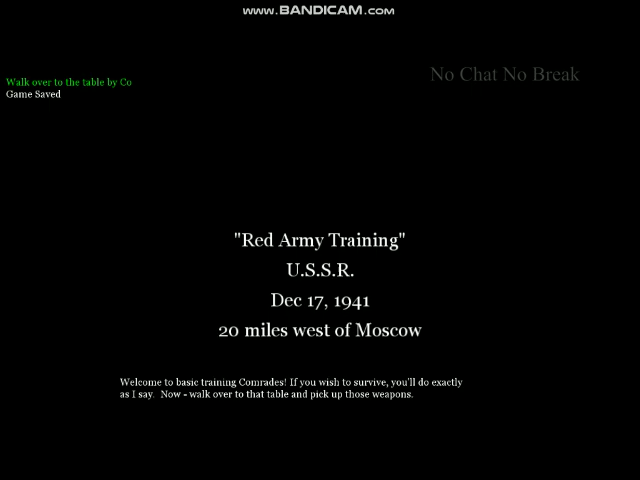 www.BANDICAM.com
No Chat No Break
Walk over to the table by Co
Game Saved
"Red Army Training"
U.S.S.R.
Dec 17, 1941
20 miles west of Moscow
Welcome to basic training Comrades! If you wish to survive, you'll do exactly
as I say. Now - walk over to that table and pick up those weapons.